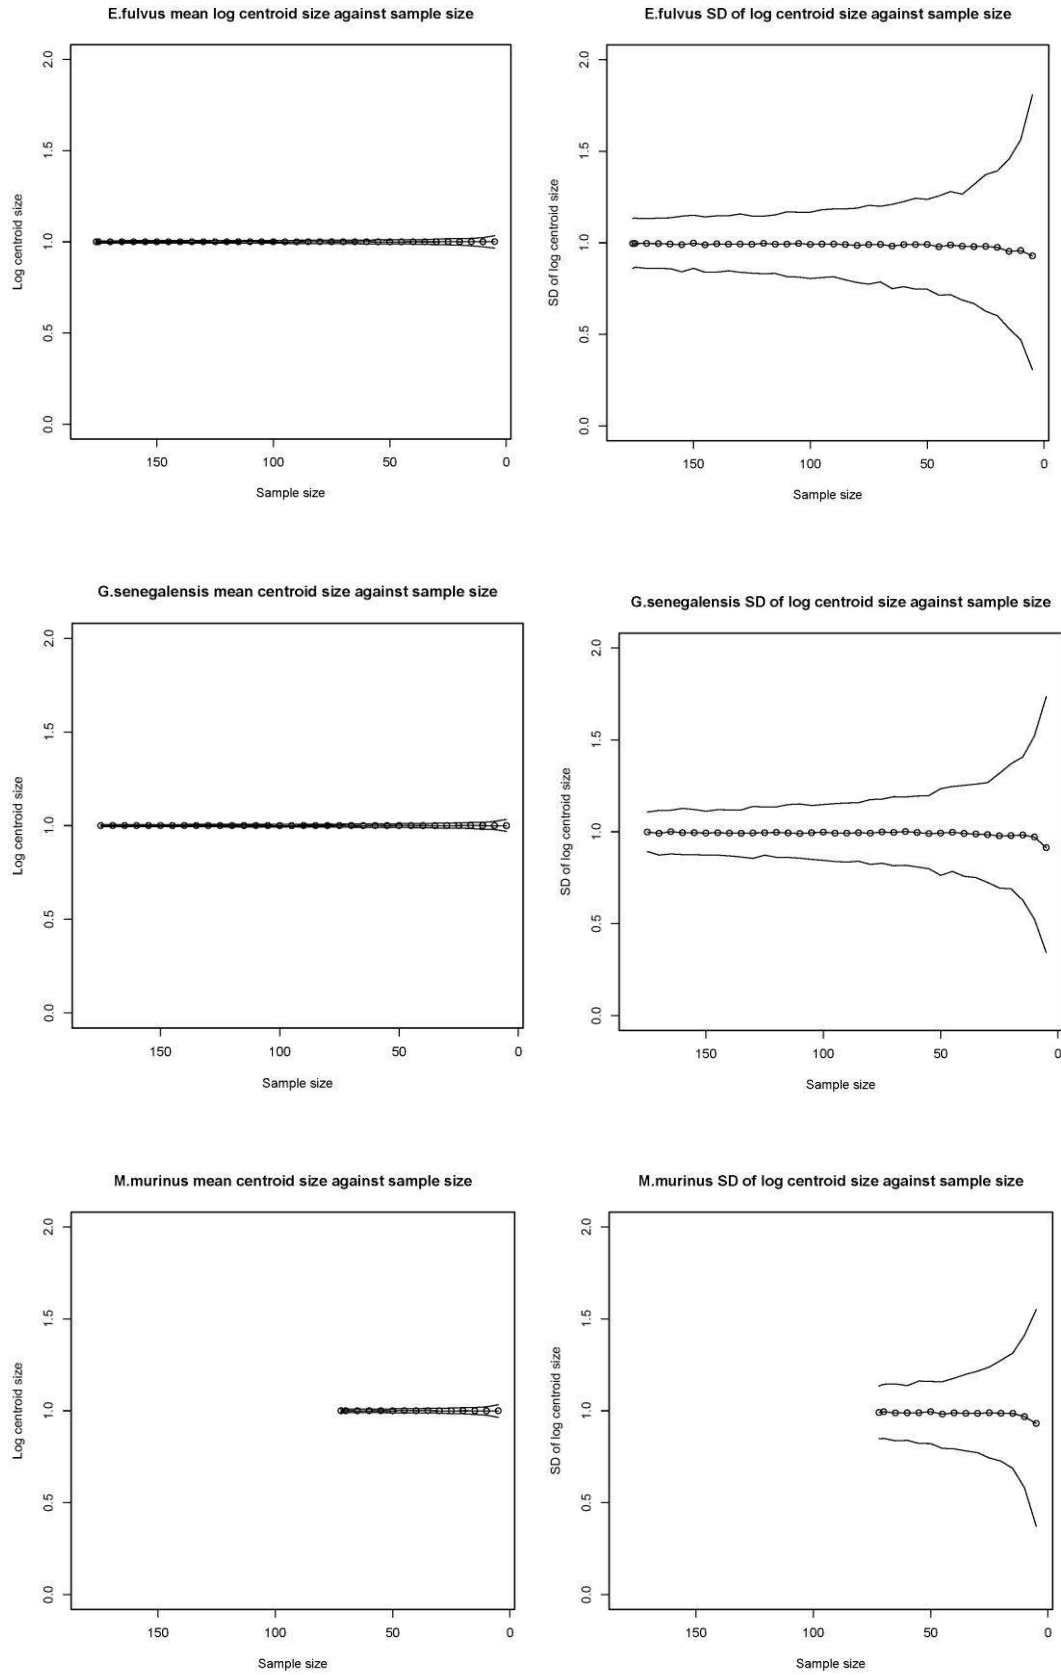 E.fulvus mean log centroid size against sample size
2.0
1.5
1.0
0.5
0.0
Log centroid size
150 100 50 0
Sample size
E.fulvus SD of log centroid size against sample size
2.0
1.5
1.0
0.5
0.0
SD of log centroid size
150 100 50 0
Sample size
G.senegalensis mean centroid size against sample size
2.0
1.5
1.0
0.5
0.0
Log centroid size
150 100 50 0
Sample size
G.senegalensis SD of log centroid size against sample size
2.0
1.5
1.0
0.5
0.0
SD of log centroid size
150 100 50 0
Sample size
M.murinus mean centroid size against sample size
2.0
1.5
1.0
0.5
0.0
Log centroid size
150 100 50 0
Sample size
M.murinus SD of log centroid size against sample size
2.0
1.5
1.0
0.5
0.0
SD of log centroid size
150 100 50 0
Sample size